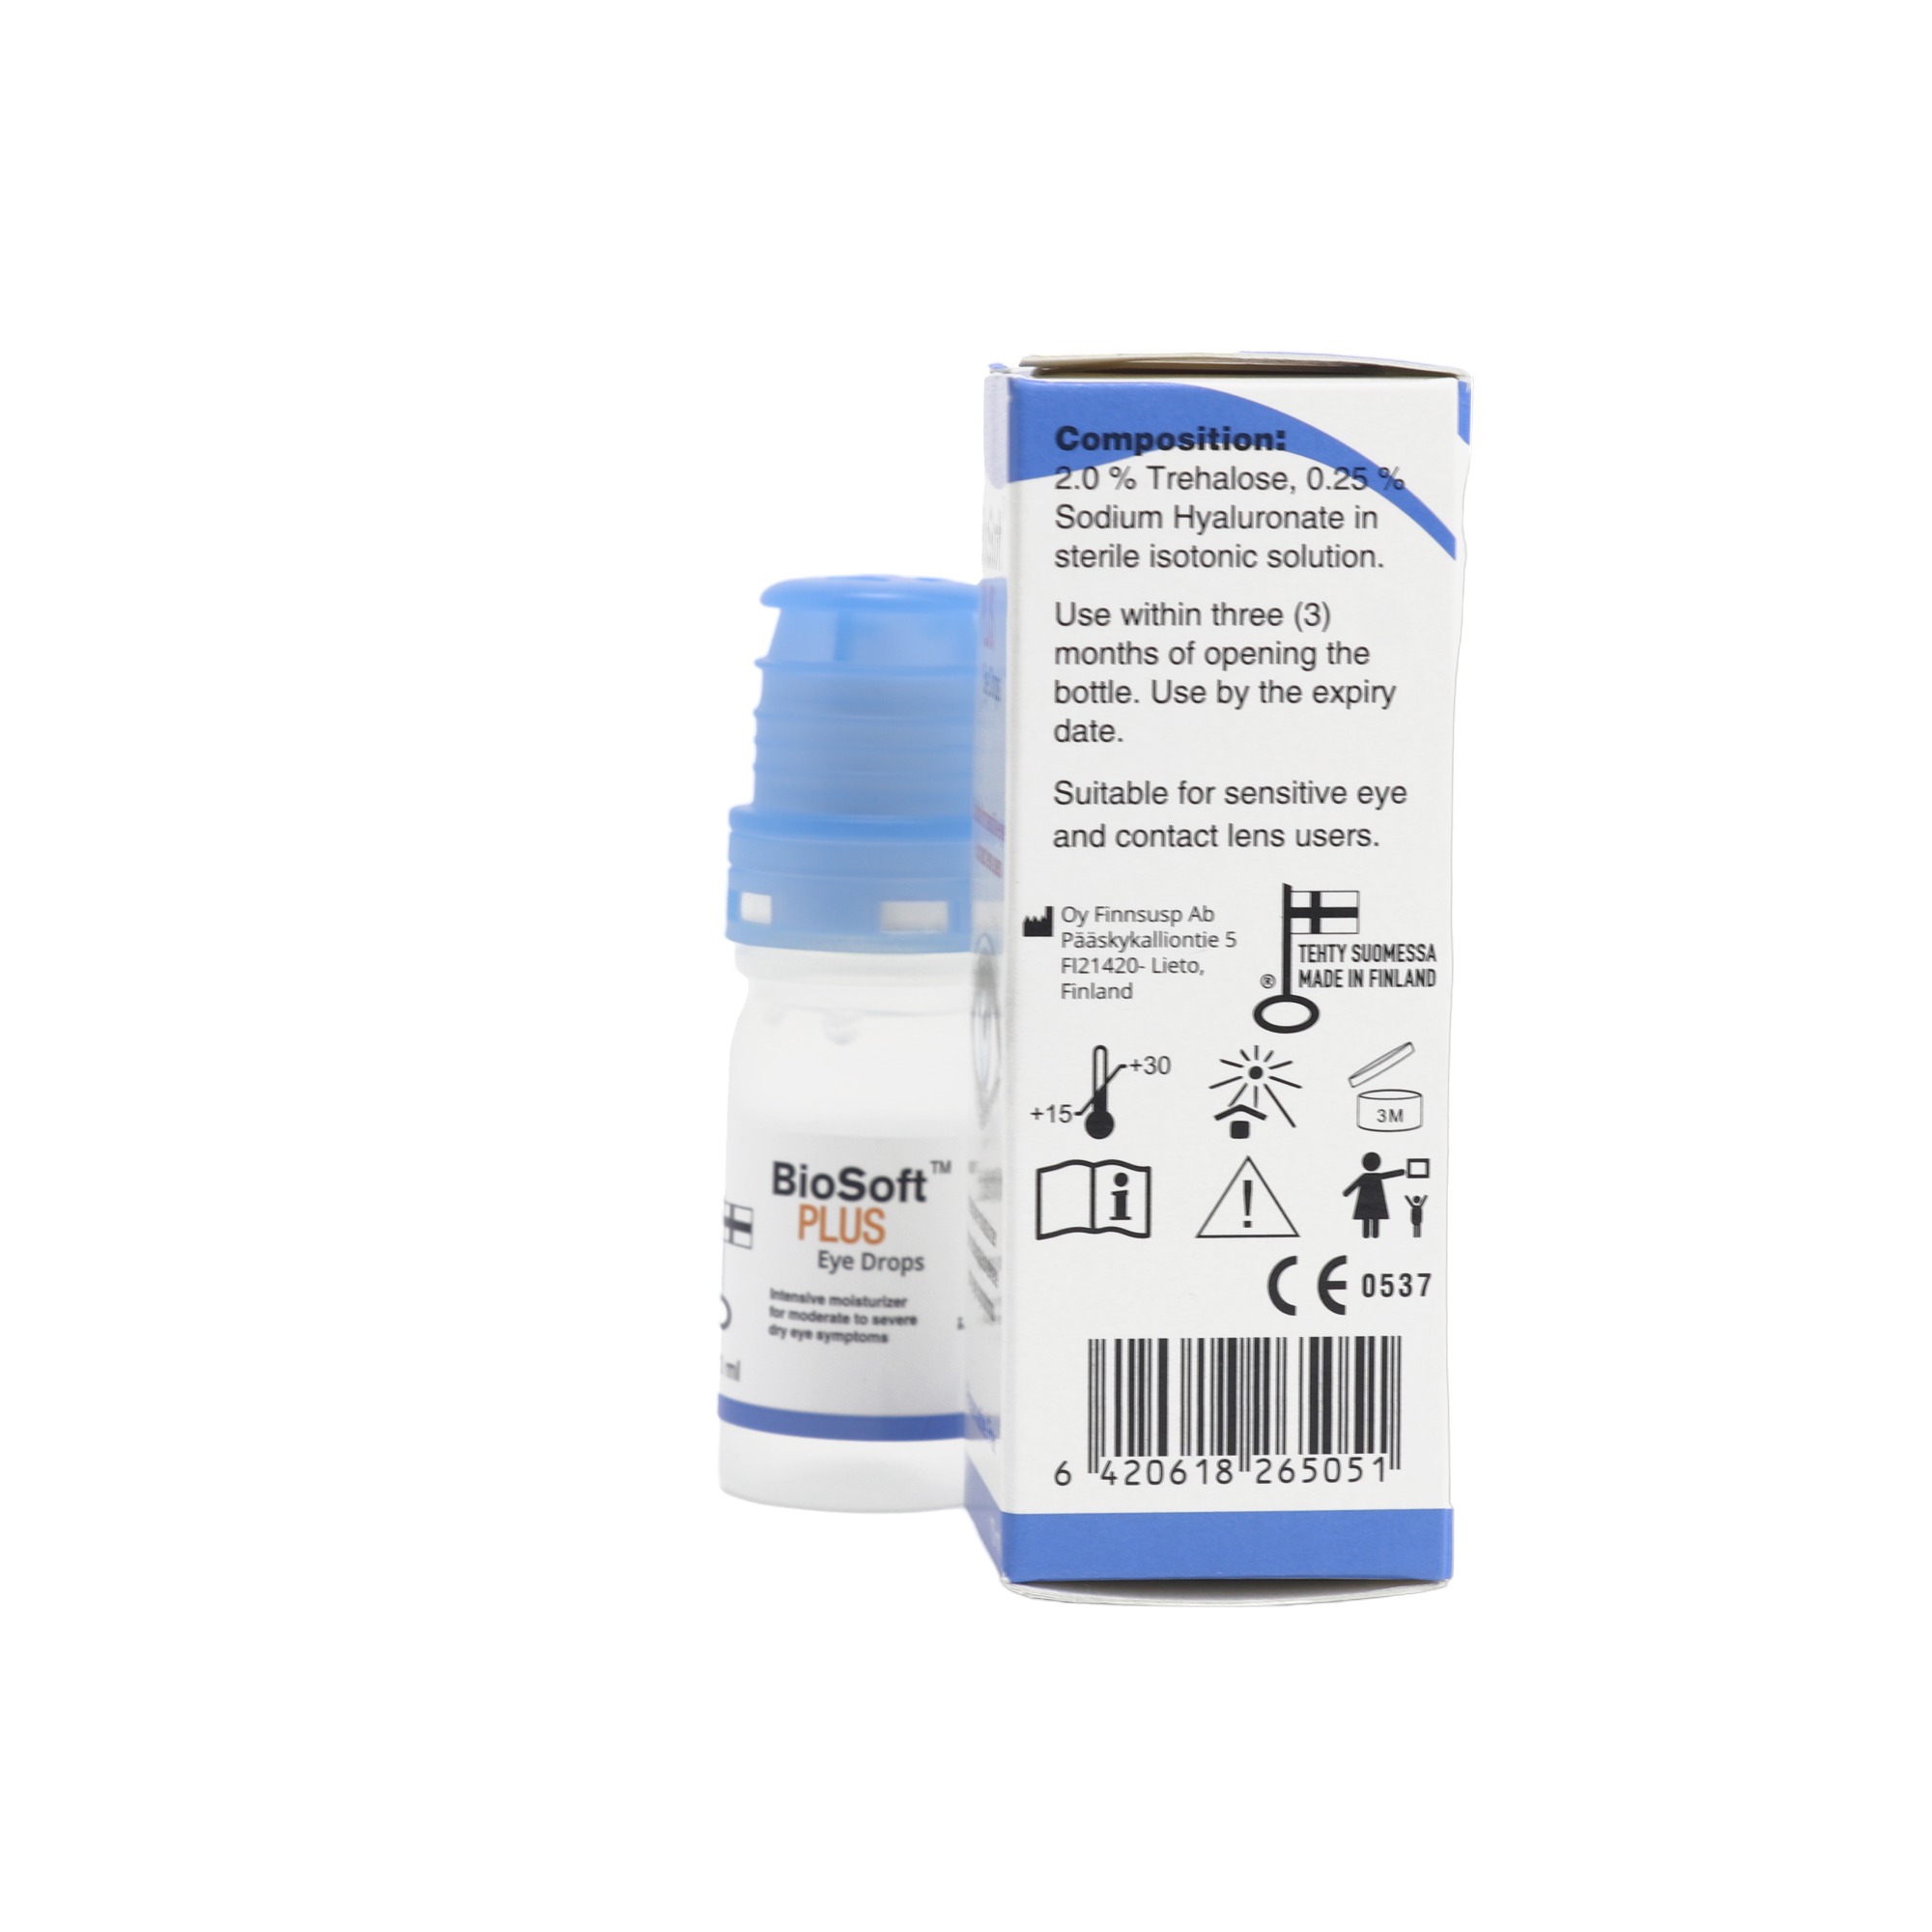 Composition:
2.0 % Trehalose, 0.25 %
Sodium Hyaluronate in
sterile isotonic solution.
Use within three (3)
months of opening the
bottle. Use by the expiry
date.
Suitable for sensitive eye
and contact lens users.
Oy Finnsusp Ab
Pääskykalliontie 5
FI21420- Lieto,
Finland
® TEHTY SUOMESSA
MADE IN FINLAND
+30
+15
3M
CE 0537
6 420618 265051
BioSoft™
PLUS
Eye Drops
Intensive moisturizer
for moderate to severe
dry eye symptoms
ml